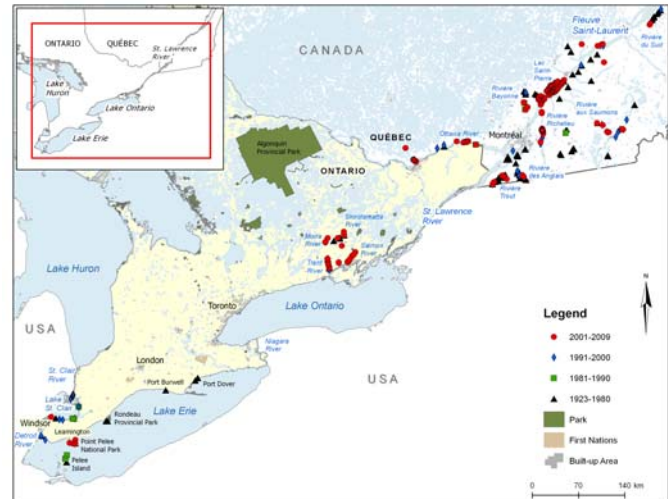 ONTARIO
QUÉBEC
St. Lawrence
River
Lake
Huron
Lake Ontario
Lake Erie
CANADA
Fleuve
Saint-Laurent
Rivière
du Sud
Lac
Saint-
Pierre
Rivière
Bayonne
Rivière
Richelieu
Rivière
aux Saumons
Montréal
QUÉBEC
Ottawa River
Algonquin
Provincial Park
ONTARIO
Rivière
des Anglais
Rivière
Trout
St. Lawrence
River
Moira
River
Salmon
River
Trent
River
Lake Huron
Toronto
Lake Ontario
USA
Niagara
River
London
St. Clair
River
Port Burwell
Port Dover
USA
Lake
St. Clair
Lake Erie
Rondeau
Provincial Park
Windsor
Leamington
Detroit
River
Point Pelee
National Park
Pelee
Island
N
Legend
2001-2009
1991-2000
1981-1990
1923-1980
Park
First Nations
Built-up Area
0 70 140 km